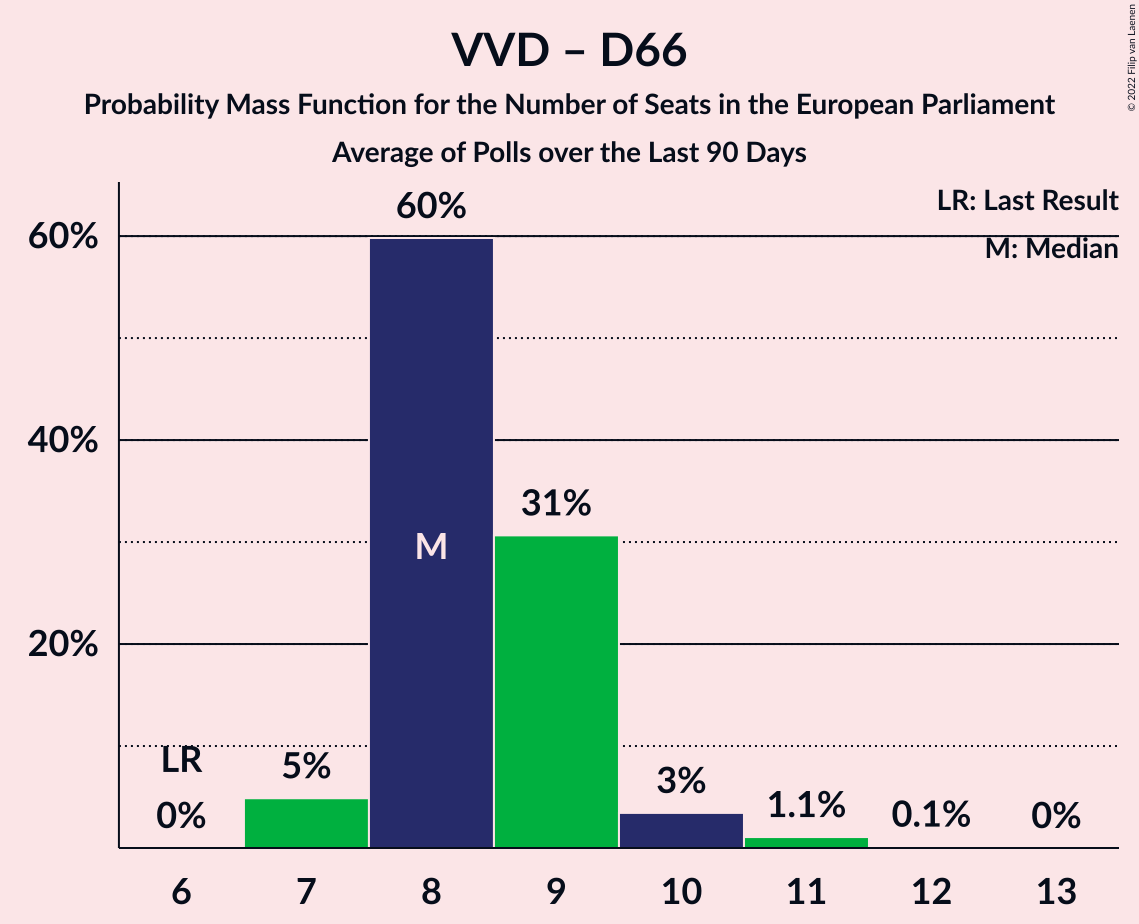 VVD – D66
Probability Mass Function for the Number of Seats in the European Parliament
Average of Polls over the Last 90 Days
© 2022 Filip van Laenen
LR: Last Result
M: Median
60%
40%
20%
LR
0%
5%
60%
M
31%
3%
1.1%
0.1%
0%
6 7 8 9 10 11 12 13